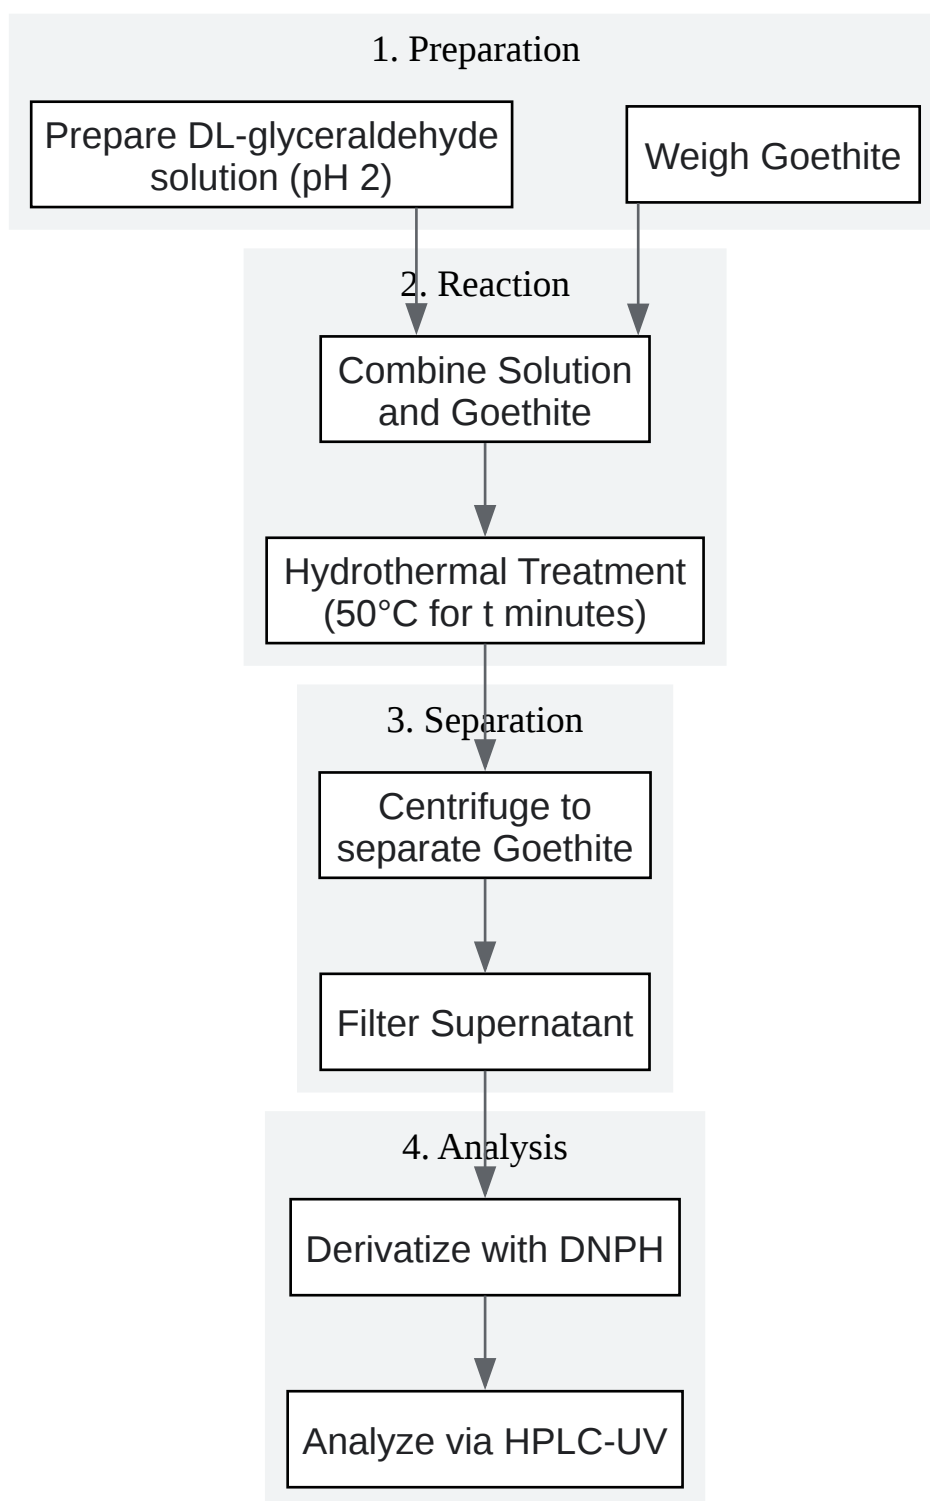 1. Preparation
Prepare DL-glyceraldehyde
solution (pH 2)
Weigh Goethite
2. Reaction
Combine Solution
and Goethite
Hydrothermal Treatment
(50°C for t minutes)
3. Separation
Centrifuge to
separate Goethite
Filter Supernatant
4. Analysis
Derivatize with DNPH
Analyze via HPLC-UV